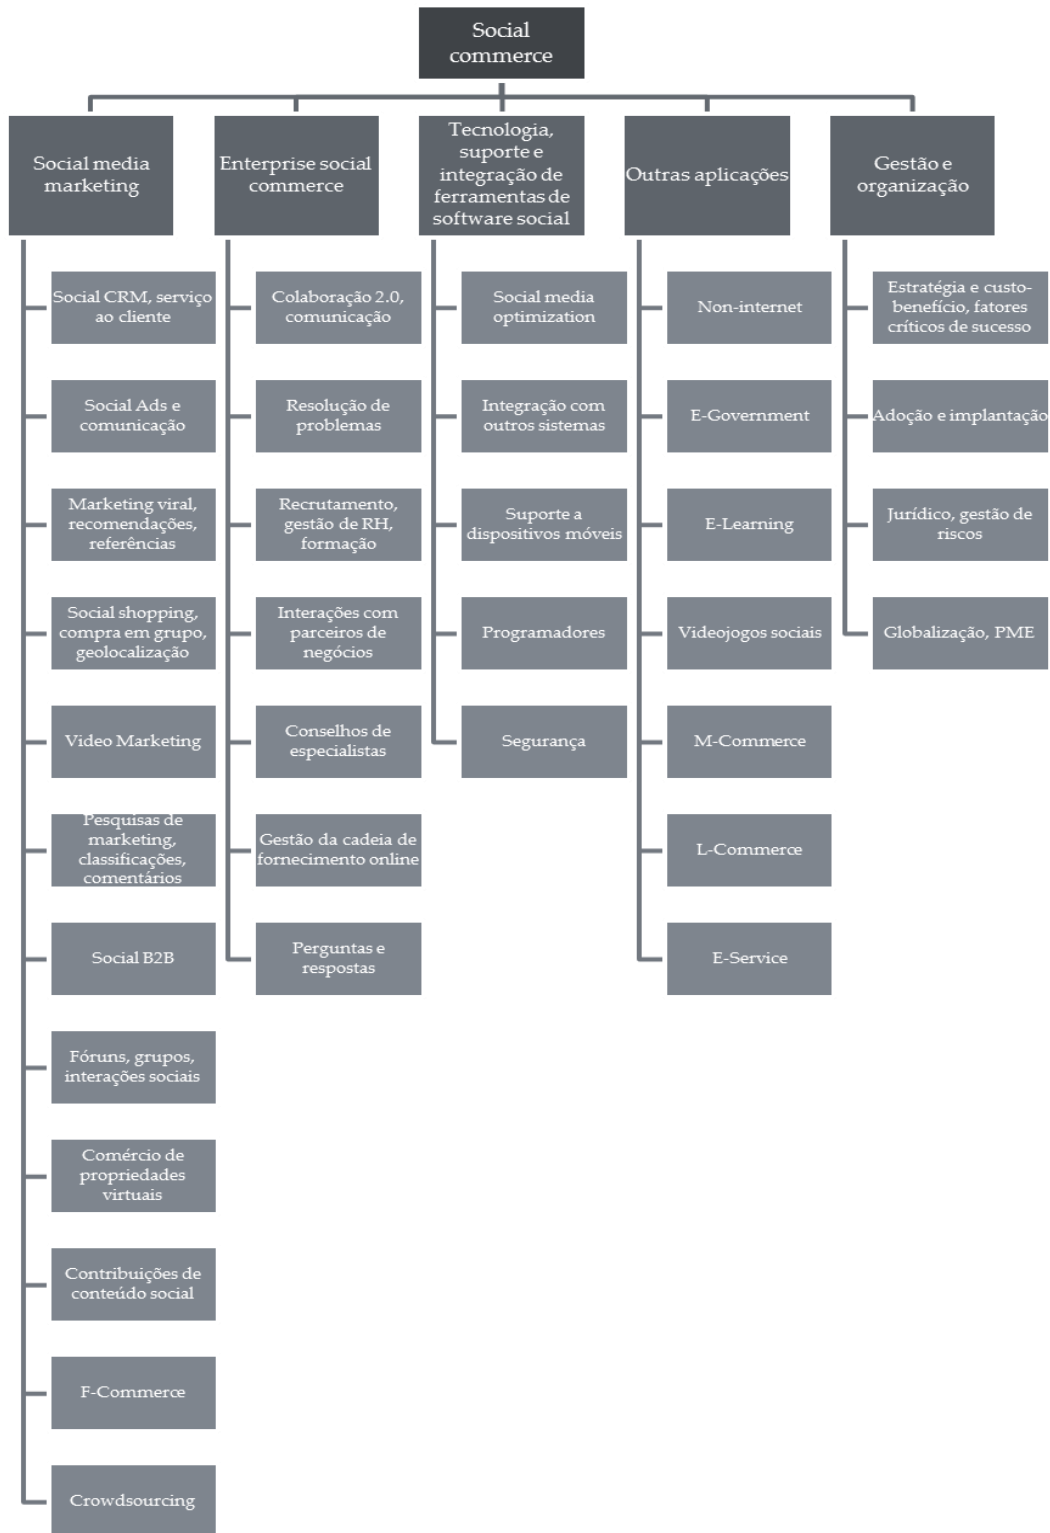 Social
commerce
Social media
marketing
Social CRM, serviço
ao cliente
Social Ads e
comunicação
Marketing viral,
recomendações,
referências
Social shopping,
compra em grupo,
geolocalização
Video Marketing
Pesquisas de
marketing,
classificações,
comentários
Social B2B
Fóruns, grupos,
interações sociais
Comércio de
propriedades
virtuais
Contribuições de
conteúdo social
F-Commerce
Crowdsourcing
Enterprise social
commerce
Colaboração 2.0,
comunicação
Resolução de
problemas
Recrutamento,
gestão de RH,
formação
Interações com
parceiros de
negócios
Conselhos de
especialistas
Gestão da cadeia de
fornecimento online
Perguntas e
respostas
Tecnologia,
suporte e
integração de
ferramentas de
software social
Social media
optimization
Integração com
outros sistemas
Suporte a
dispositivos móveis
Programadores
Segurança
Outras aplicações
Non-internet
E-Government
E-Learning
Videojogos sociais
M-Commerce
L-Commerce
E-Service
Gestão e
organização
Estratégia e custo-
benefício, fatores
críticos de sucesso
Adoção e implantação
Jurídico, gestão de
riscos
Globalização, PME